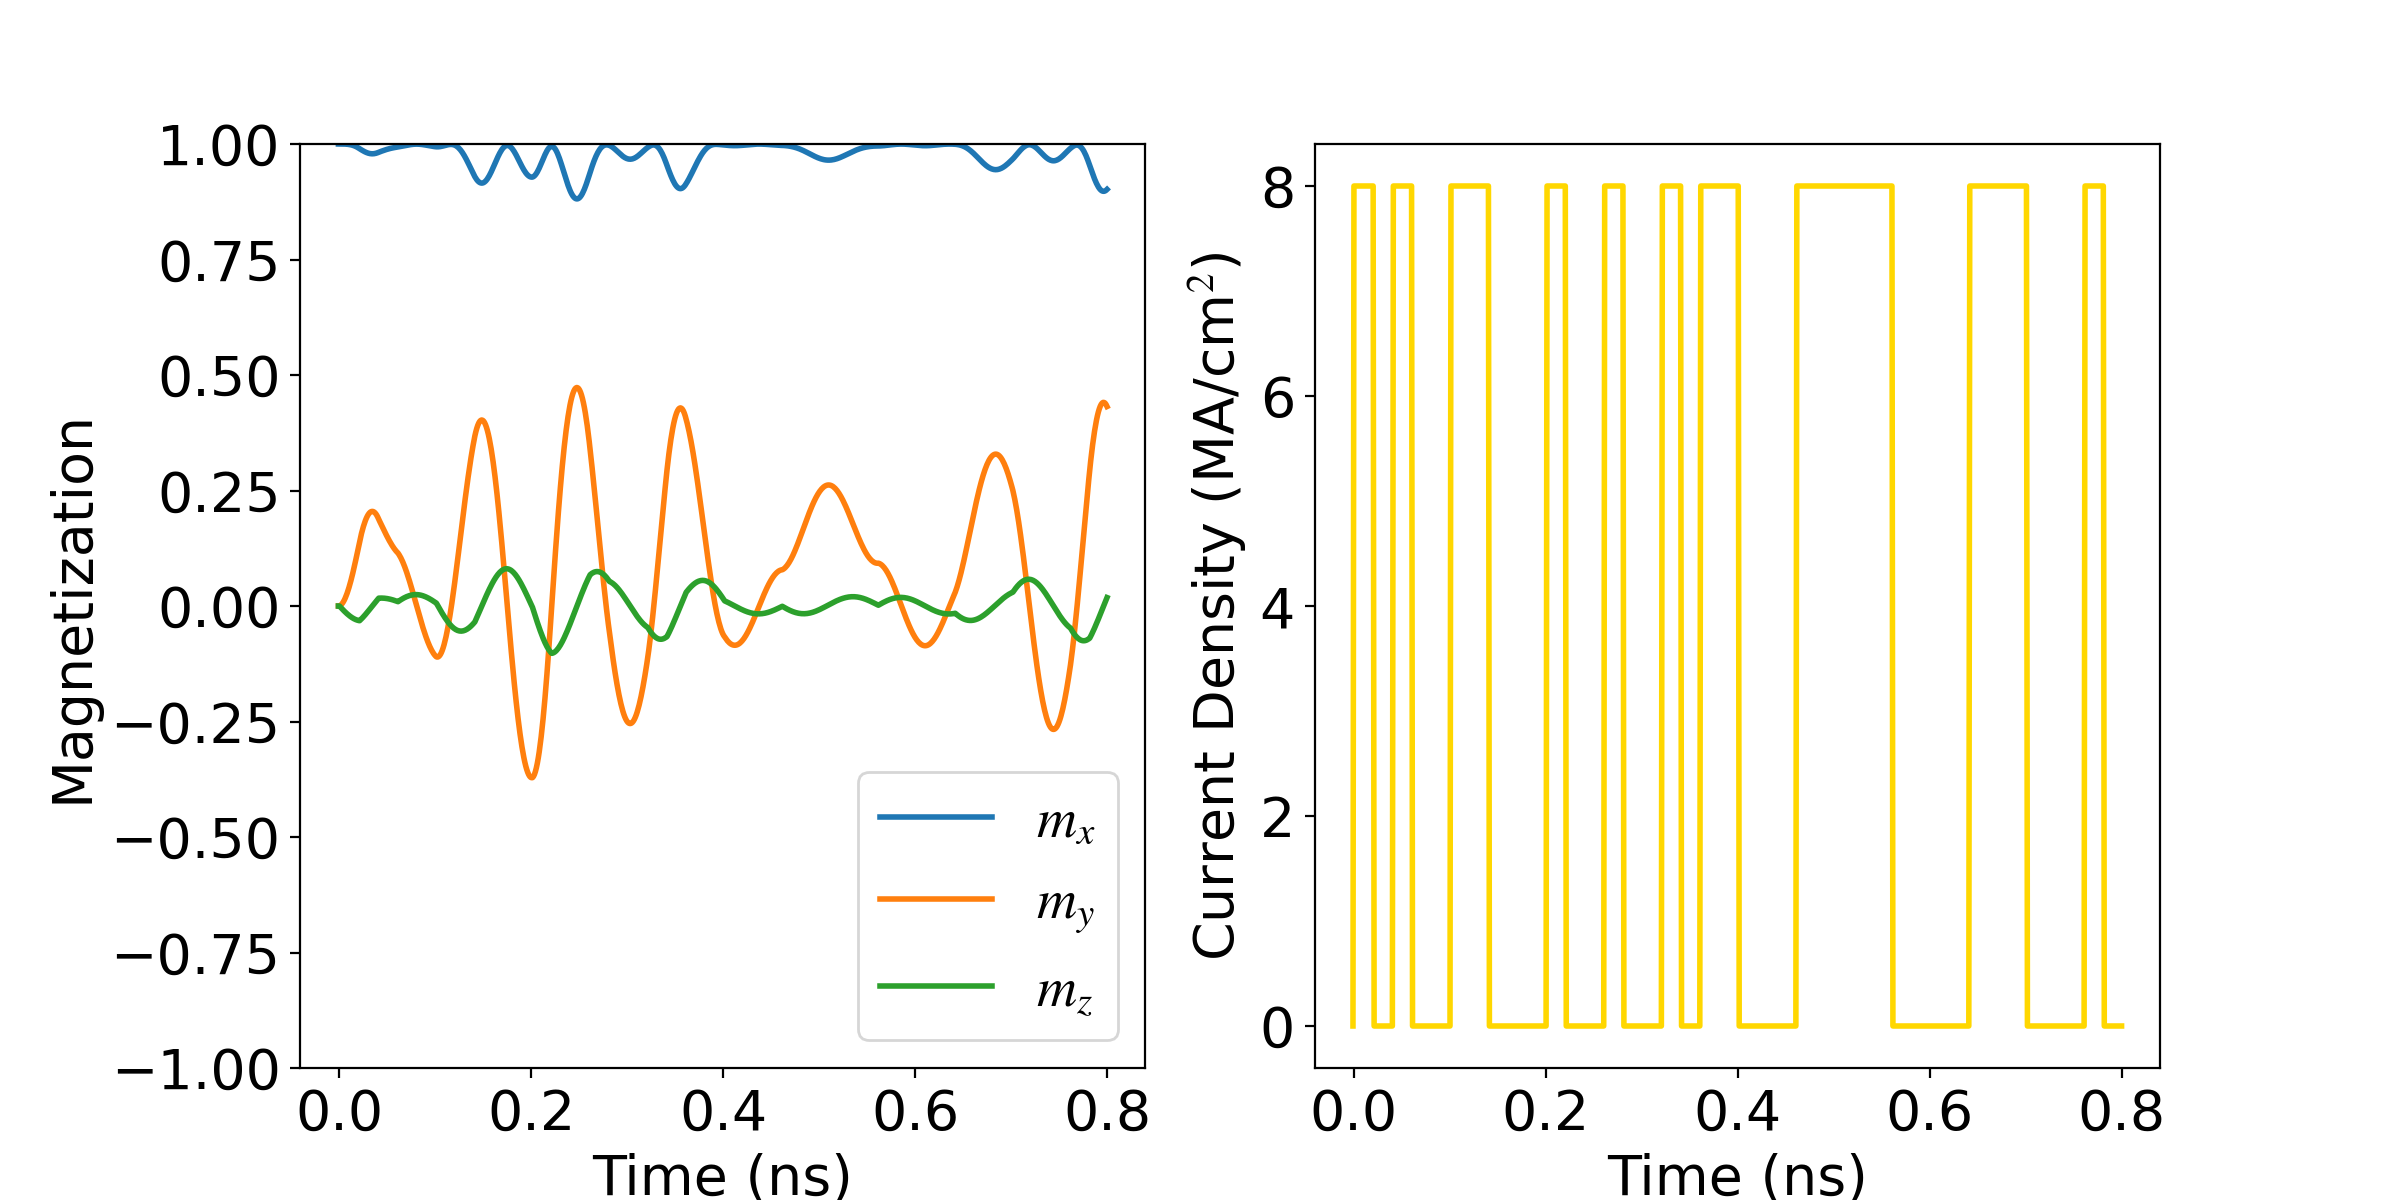 1.00
0.75
0.50
0.25
0.00
−0.25
−0.50
−0.75
−1.00
Magnetization
0.0 0.2 0.4 0.6 0.8
Time (ns)
m_x
m_y
m_z
8
6
4
2
0
Current Density (MA/cm²)
0.0 0.2 0.4 0.6 0.8
Time (ns)